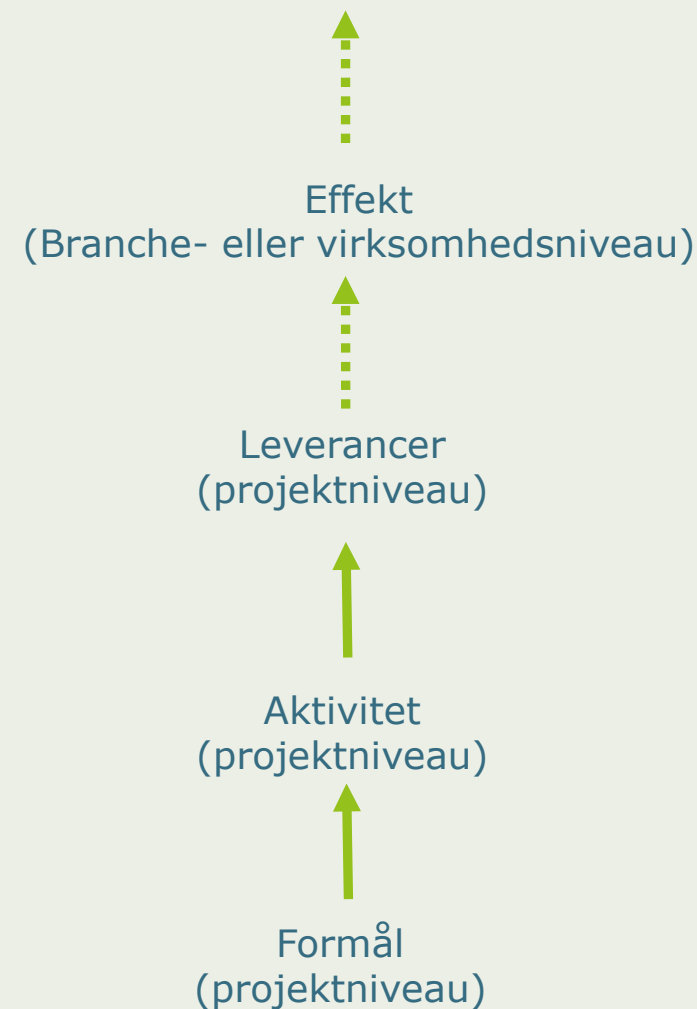 Effekt
(Branche- eller virksomhedsniveau)
Leverancer
(projektniveau)
Aktivitet
(projektniveau)
Formål
(projektniveau)